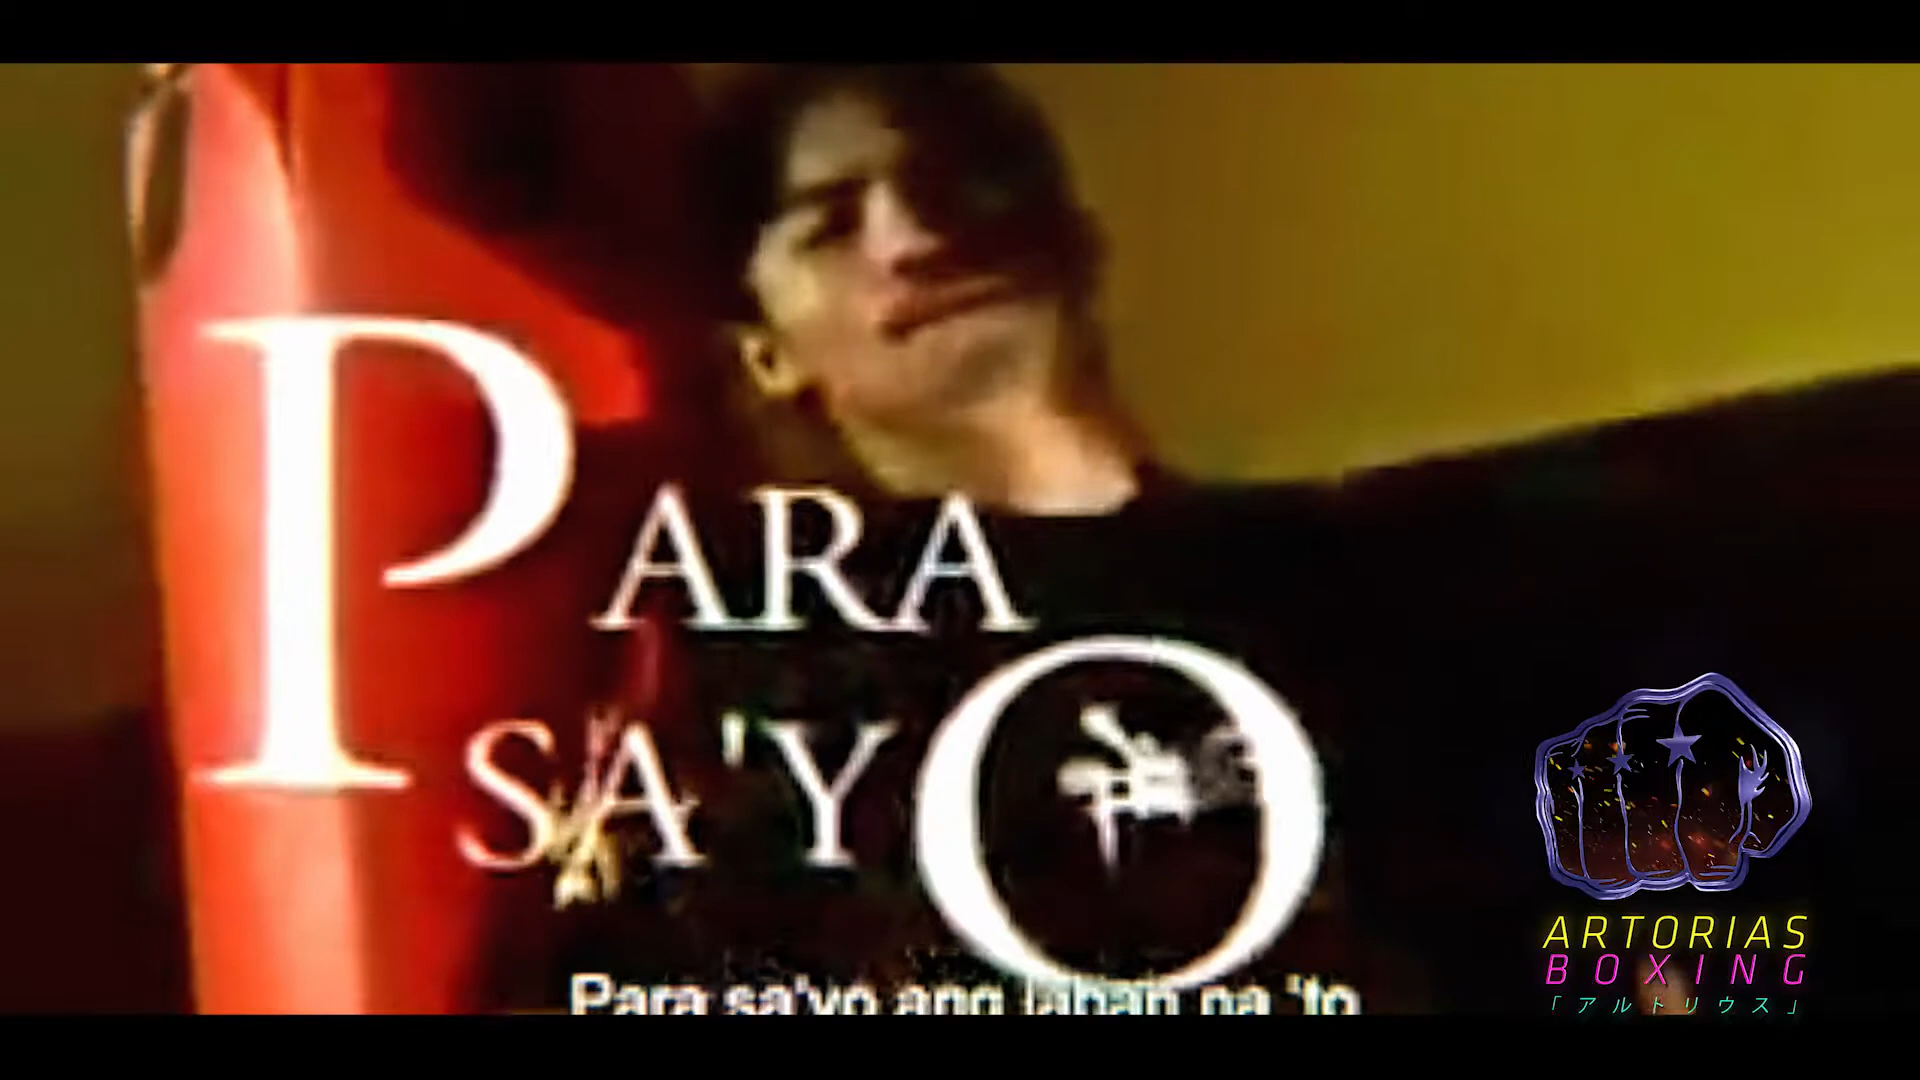 PARA
SA'YO
Para sa'yo ang laban na 'to
ARTORIAS
BOXING
「アルトリウス」